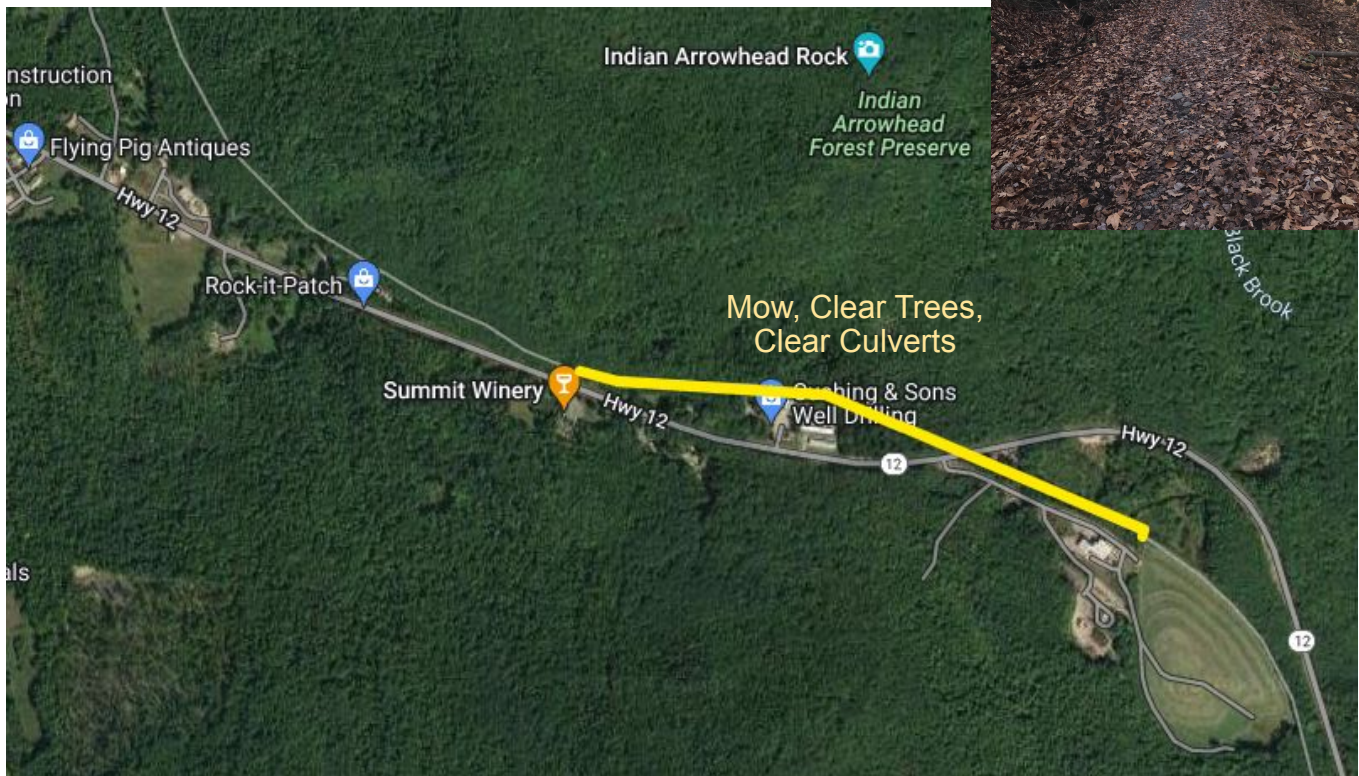 Indian Arrowhead Rock
Indian
Arrowhead
Forest Preserve
nstruction
n
Flying Pig Antiques
Hwy 12
Black Brook
Rock-it-Patch
Mow, Clear Trees,
Clear Culverts
Summit Winery
Hwy 12
& Sons
Well Drilling
Hwy 12
12
als
12